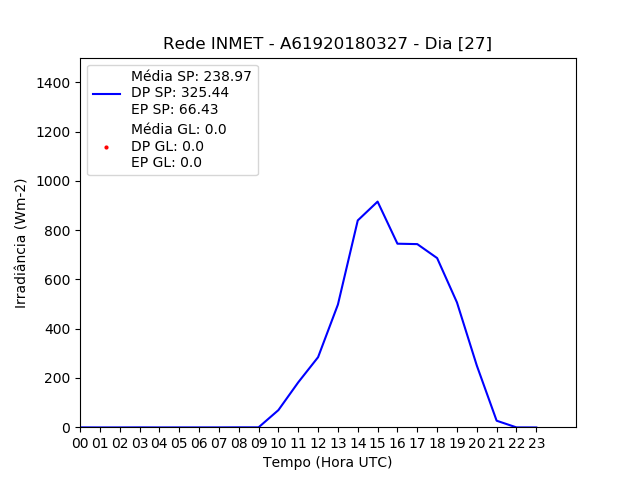 Rede INMET - A61920180327 - Dia [27]
Média SP: 238.97
DP SP: 325.44
EP SP: 66.43
Média GL: 0.0
DP GL: 0.0
EP GL: 0.0
1400
1200
1000
800
600
400
200
0
Irradiância (Wm-2)
00 01 02 03 04 05 06 07 08 09 10 11 12 13 14 15 16 17 18 19 20 21 22 23
Tempo (Hora UTC)